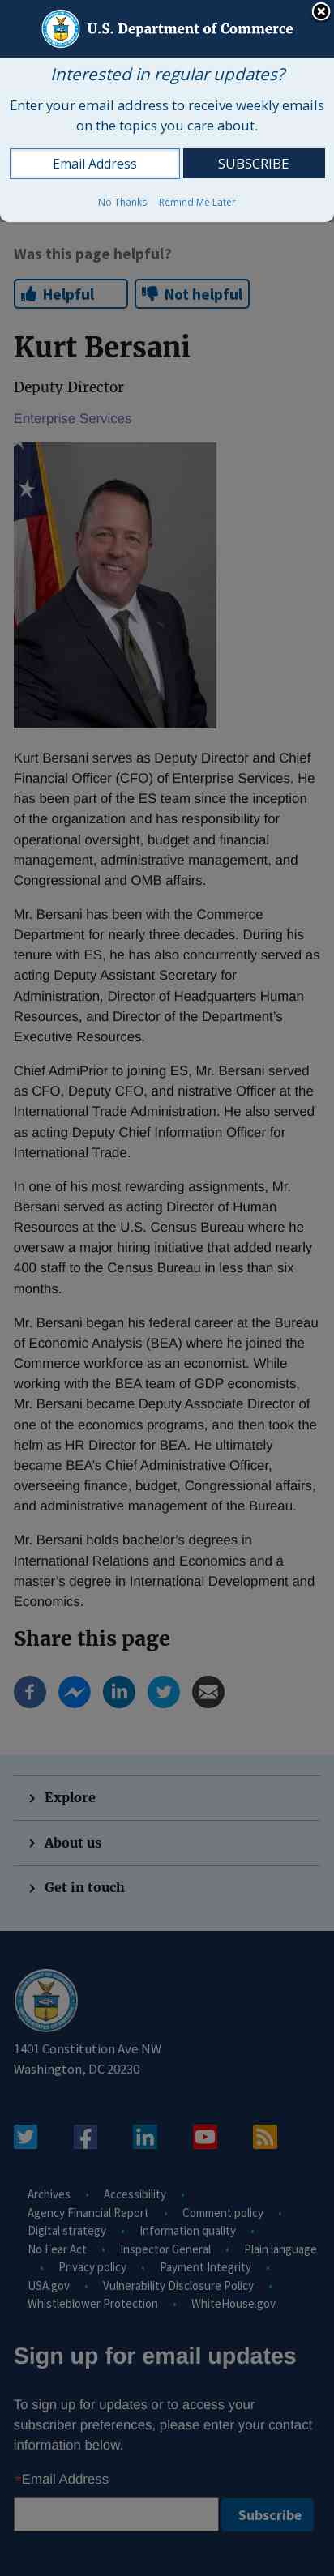 U.S. Department of Commerce
Interested in regular updates?
Enter your email address to receive weekly emails
on the topics you care about.
Email Address
SUBSCRIBE
No Thanks
Remind Me Later
Was this page helpful?
Helpful
Not helpful
Kurt Bersani
Deputy Director
Enterprise Services
Kurt Bersani serves as Deputy Director and Chief
Financial Officer (CFO) of Enterprise Services. He
has been part of the ES team since the inception
of the organization and has responsibility for
operational oversight, budget and financial
management, administrative management, and
Congressional and OMB affairs.
Mr. Bersani has been with the Commerce
Department for nearly three decades. During his
tenure with ES, he has also concurrently served as
acting Deputy Assistant Secretary for
Administration, Director of Headquarters Human
Resources, and Director of the Department’s
Executive Resources.
Chief AdmiPrior to joining ES, Mr. Bersani served
as CFO, Deputy CFO, and nistrative Officer at the
International Trade Administration. He also served
as acting Deputy Chief Information Officer for
International Trade.
In one of his most rewarding assignments, Mr.
Bersani served as acting Director of Human
Resources at the U.S. Census Bureau where he
oversaw a major hiring initiative that added nearly
400 staff to the Census Bureau in less than six
months.
Mr. Bersani began his federal career at the Bureau
of Economic Analysis (BEA) where he joined the
Commerce workforce as an economist. While
working with the BEA team of GDP economists,
Mr. Bersani became Deputy Associate Director of
one of the economics programs, and then took the
helm as HR Director for BEA. He ultimately
became BEA’s Chief Administrative Officer,
overseeing finance, budget, Congressional affairs,
and administrative management of the Bureau.
Mr. Bersani holds bachelor’s degrees in
International Relations and Economics and a
master’s degree in International Development and
Economics.
Share this page
Explore
About us
Get in touch
1401 Constitution Ave NW
Washington, DC 20230
Archives • Accessibility •
Agency Financial Report • Comment policy •
Digital strategy • Information quality •
No Fear Act • Inspector General • Plain language
• Privacy policy • Payment Integrity •
USA.gov • Vulnerability Disclosure Policy •
Whistleblower Protection • WhiteHouse.gov
Sign up for email updates
To sign up for updates or to access your
subscriber preferences, please enter your contact
information below.
*Email Address
Subscribe